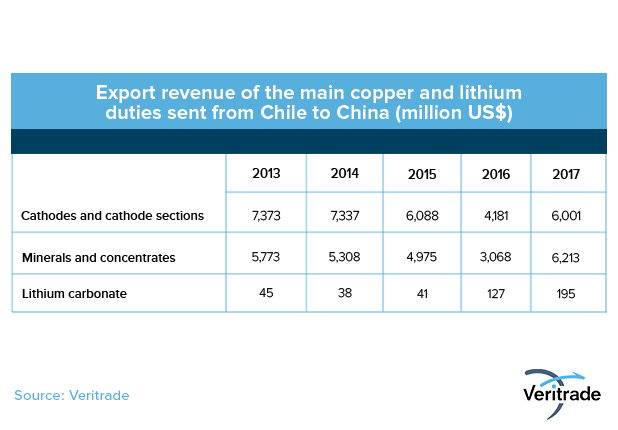 Export revenue of the main copper and lithium
duties sent from Chile to China (million US$)
2013 2014 2015 2016 2017
Cathodes and cathode sections 7,373 7,337 6,088 4,181 6,001
Minerals and concentrates 5,773 5,308 4,975 3,068 6,213
Lithium carbonate 45 38 41 127 195
Source: Veritrade
Veritrade